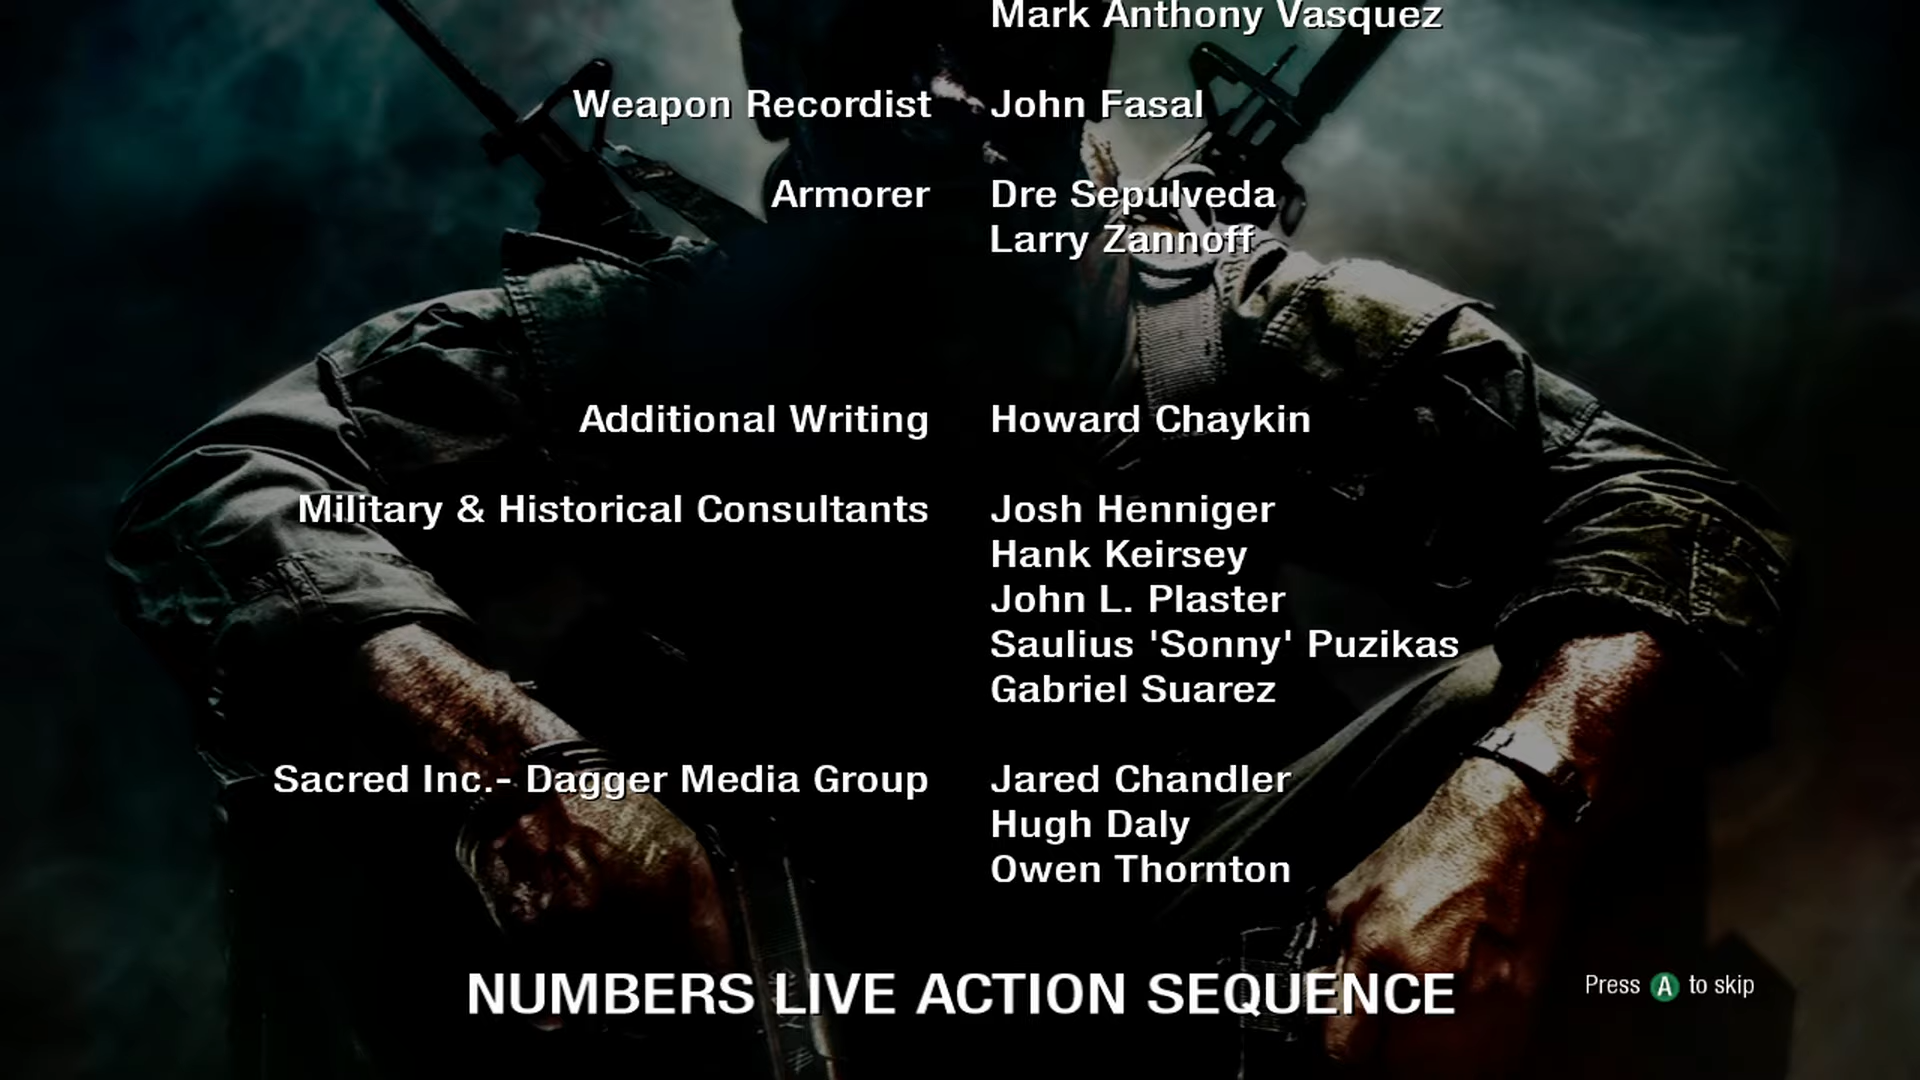 Mark Anthony Vasquez
Weapon Recordist John Fasal
Armorer Dre Sepulveda
Larry Zannoff
Additional Writing Howard Chaykin
Military & Historical Consultants Josh Henniger
Hank Keirsey
John L. Plaster
Saulius 'Sonny' Puzikas
Gabriel Suarez
Sacred Inc.- Dagger Media Group Jared Chandler
Hugh Daly
Owen Thornton
NUMBERS LIVE ACTION SEQUENCE
Press A to skip